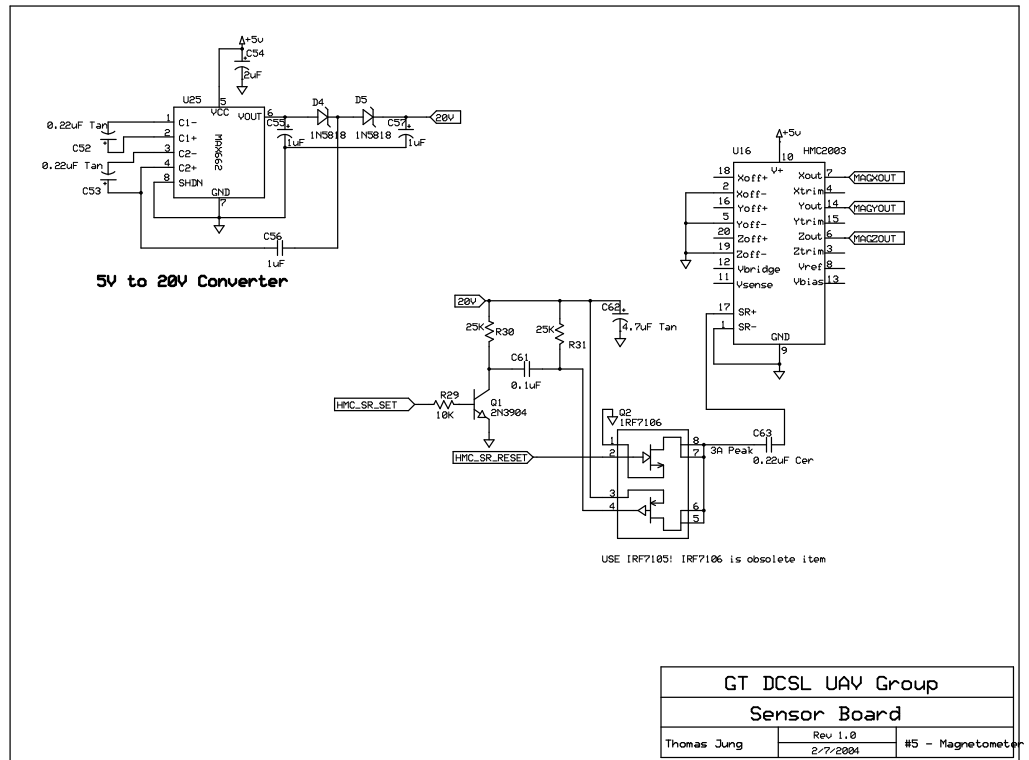 +5v
C54
2uF
U25
5
VCC
1
C1-
2
C1+
3
C2-
4
C2+
8
SHDN
MAX662
VOUT
6
GND
7
0.22uF Tan
C52
0.22uF Tan
C53
C55
1uF
D4
1N5818
D5
1N5818
C57
1uF
20V
C56
1uF
5V to 20V Converter
+5v
U16
HMC2003
10
V+
18
Xoff+
2
Xoff-
16
Yoff+
5
Yoff-
20
Zoff+
19
Zoff-
12
Vbridge
11
Vsense
17
SR+
1
SR-
Xout
7
MAGXOUT
Xtrim
4
Yout
14
MAGYOUT
Ytrim
15
Zout
6
MAGZOUT
Ztrim
3
Vref
8
Vbias
13
GND
9
20V
25K
R30
25K
R31
C62
4.7uF Tan
C61
0.1uF
HMC_SR_SET
R29
10K
Q1
2N3904
HMC_SR_RESET
Q2
IRF7106
1
2
3
4
8
7
6
5
3A Peak
C63
0.22uF Cer
USE IRF7105! IRF7106 is obsolete item
GT DCSL UAV Group
Sensor Board
Thomas Jung
Rev 1.0
2/7/2004
#5 - Magnetometer